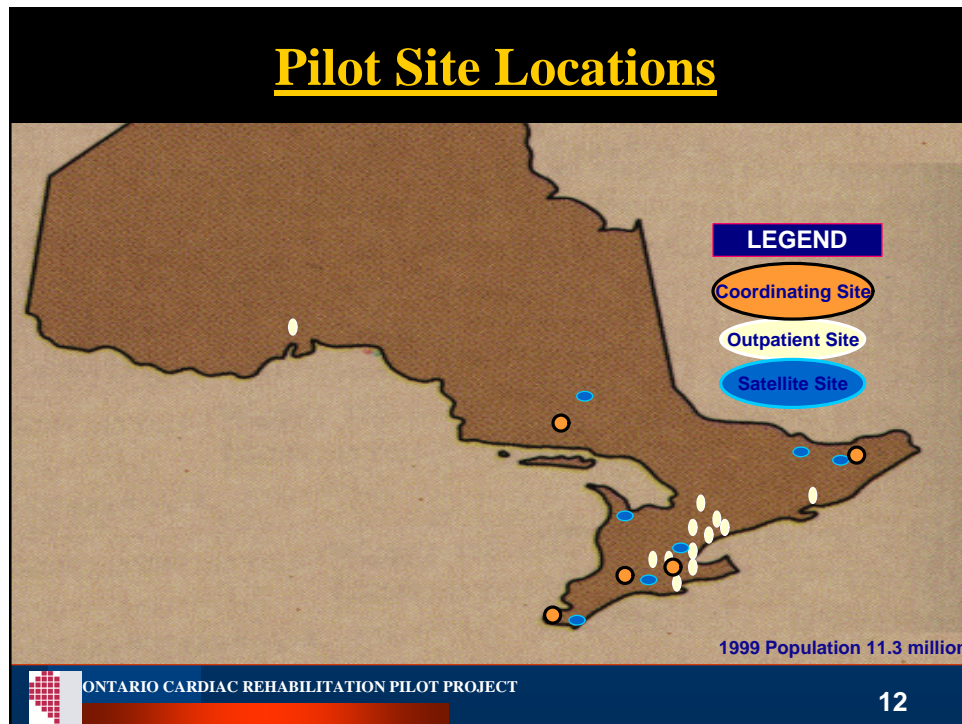 Pilot Site Locations
LEGEND
Coordinating Site
Outpatient Site
Satellite Site
1999 Population 11.3 million
ONTARIO CARDIAC REHABILITATION PILOT PROJECT
12